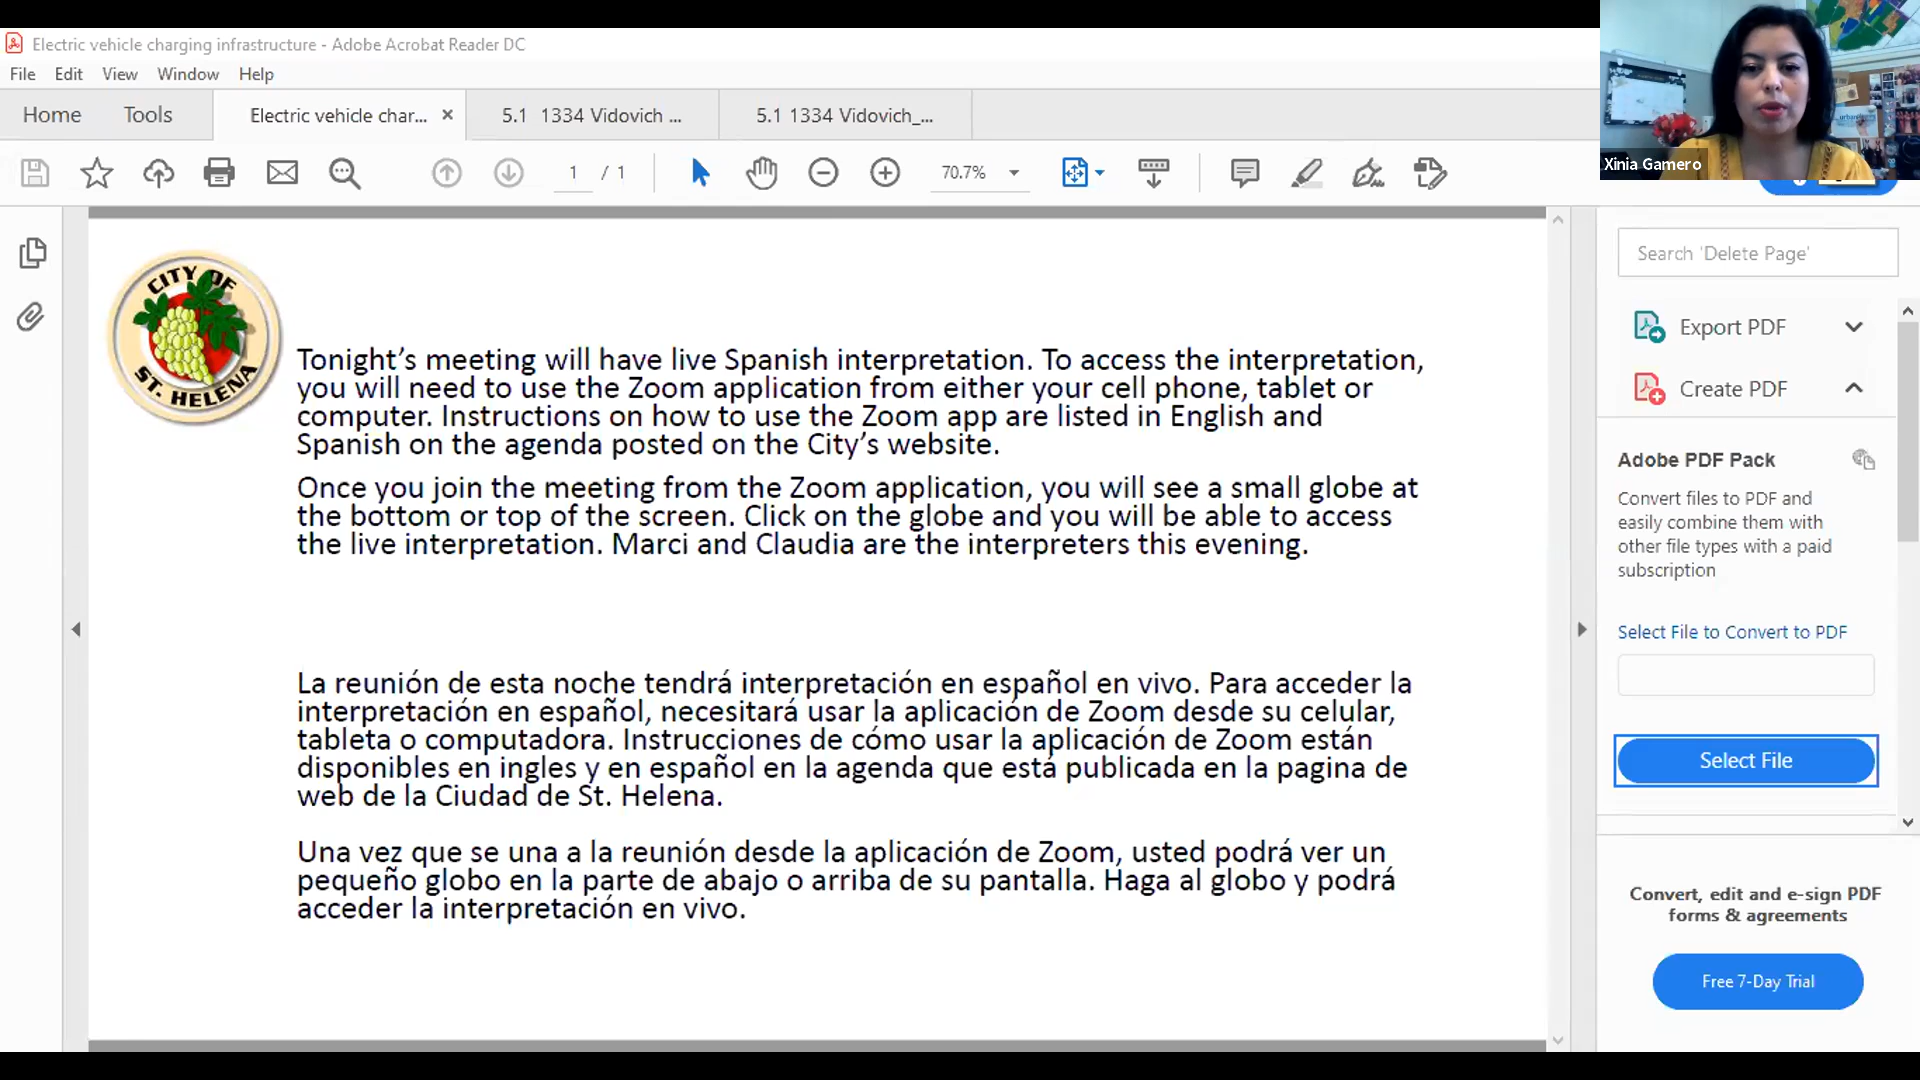 Electric vehicle charging infrastructure - Adobe Acrobat Reader DC
File Edit View Window Help
Home Tools Electric vehicle char... × 5.1 1334 Vidovich ... 5.1 1334 Vidovich_...
1 / 1 70.7%
Xinia Gamero
CITY OF
ST. HELENA
Tonight’s meeting will have live Spanish interpretation. To access the interpretation,
you will need to use the Zoom application from either your cell phone, tablet or
computer. Instructions on how to use the Zoom app are listed in English and
Spanish on the agenda posted on the City’s website.
Once you join the meeting from the Zoom application, you will see a small globe at
the bottom or top of the screen. Click on the globe and you will be able to access
the live interpretation. Marci and Claudia are the interpreters this evening.
La reunión de esta noche tendrá interpretación en español en vivo. Para acceder la
interpretación en español, necesitará usar la aplicación de Zoom desde su celular,
tableta o computadora. Instrucciones de cómo usar la aplicación de Zoom están
disponibles en ingles y en español en la agenda que está publicada en la pagina de
web de la Ciudad de St. Helena.
Una vez que se una a la reunión desde la aplicación de Zoom, usted podrá ver un
pequeño globo en la parte de abajo o arriba de su pantalla. Haga al globo y podrá
acceder la interpretación en vivo.
Search 'Delete Page'
Export PDF
Create PDF
Adobe PDF Pack
Convert files to PDF and
easily combine them with
other file types with a paid
subscription
Select File to Convert to PDF
Select File
Convert, edit and e-sign PDF
forms & agreements
Free 7-Day Trial